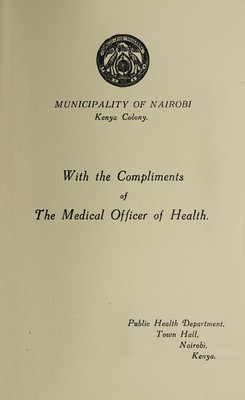 MUNICIPALITY OF NAIROBI
Kenya Colony.
With the Compliments
of
The Medical Officer of Health.
Public Health Department,
Town Hall,
Nairobi,
Kenya.